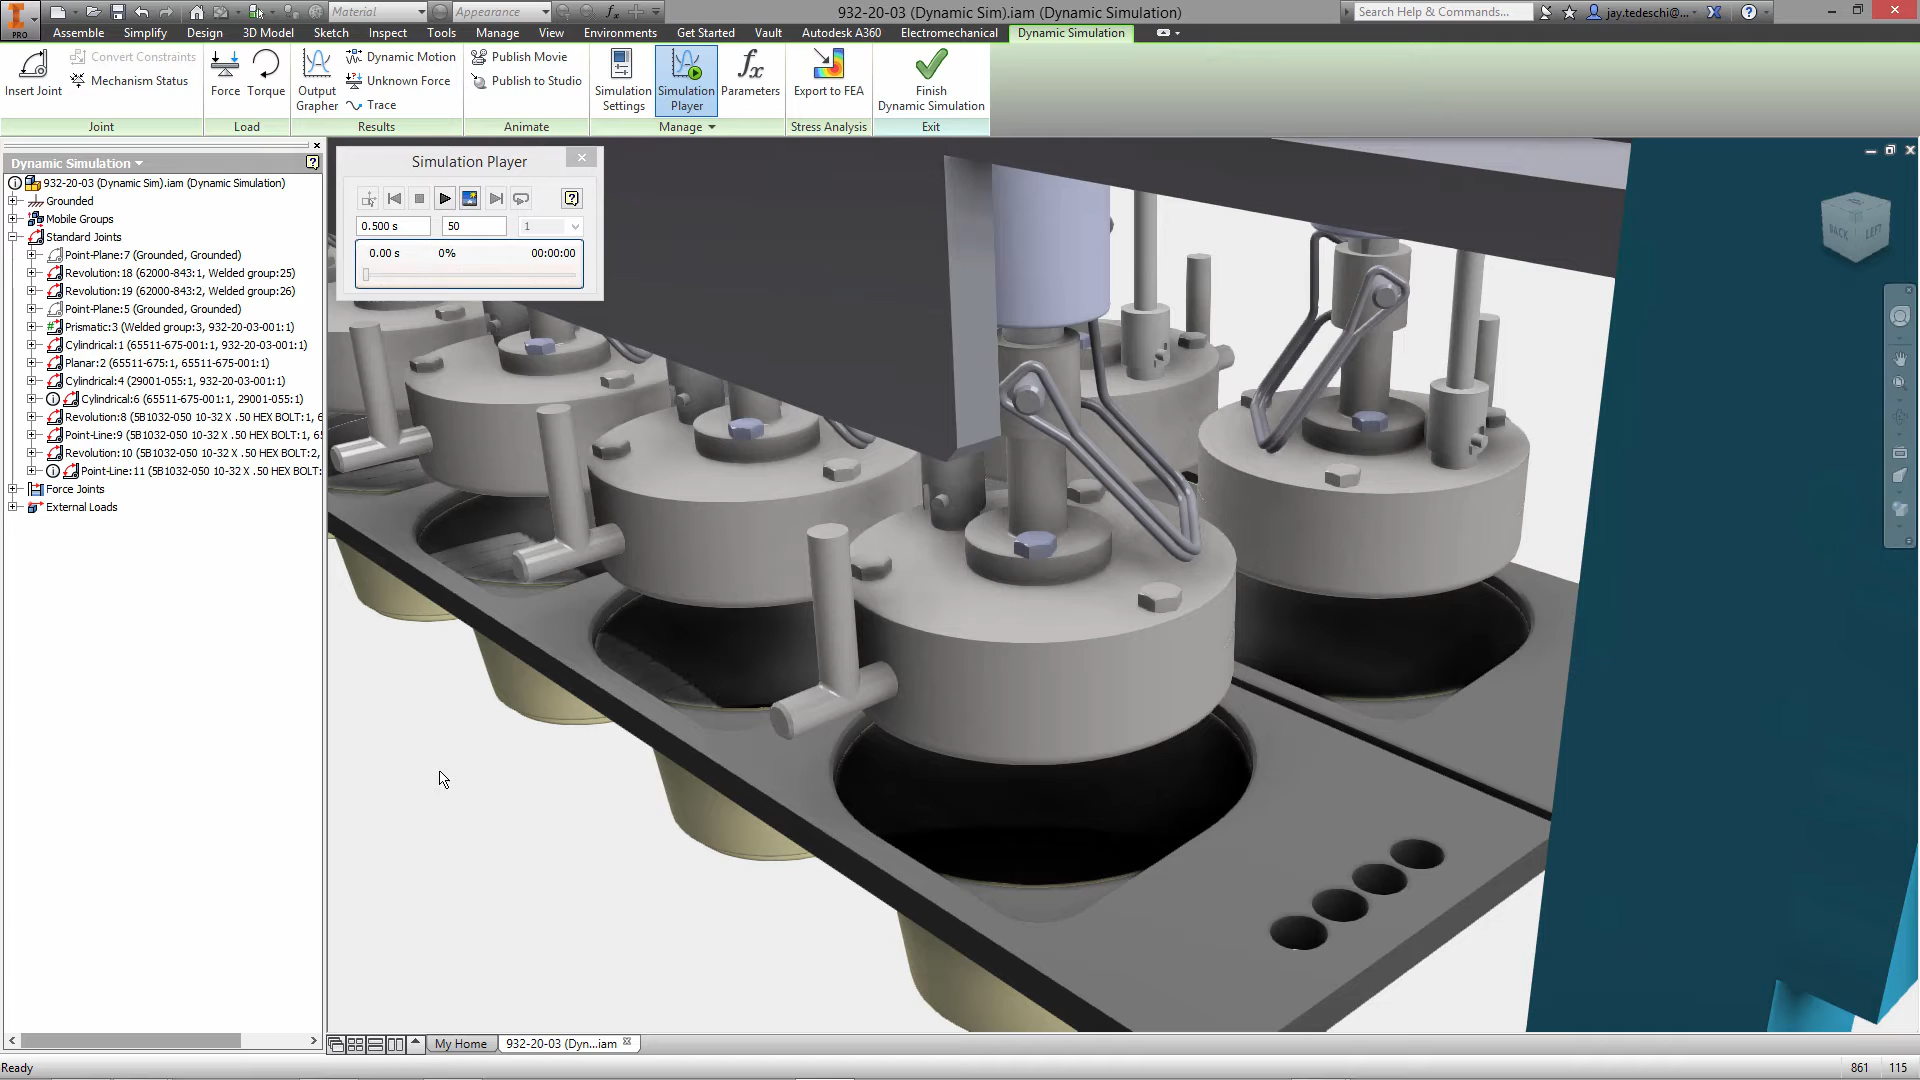 Material
Appearance
932-20-03 (Dynamic Sim).iam (Dynamic Simulation)
Search Help & Commands...
jay.tedeschi@...
PRO
Assemble Simplify Design 3D Model Sketch Inspect Tools Manage View Environments Get Started Vault Autodesk A360 Electromechanical Dynamic Simulation
Insert Joint
Convert Constraints
Mechanism Status
Joint
Force
Torque
Load
Output Grapher
Dynamic Motion
Unknown Force
Trace
Results
Publish Movie
Publish to Studio
Animate
Simulation Settings
Simulation Player
fx
Parameters
Manage
Export to FEA
Stress Analysis
Finish
Dynamic Simulation
Exit
Dynamic Simulation
932-20-03 (Dynamic Sim).iam (Dynamic Simulation)
Grounded
Mobile Groups
Standard Joints
Point-Plane:7 (Grounded, Grounded)
Revolution:18 (62000-843:1, Welded group:25)
Revolution:19 (62000-843:2, Welded group:26)
Point-Plane:5 (Grounded, Grounded)
Prismatic:3 (Welded group:3, 932-20-03-001:1)
Cylindrical:1 (65511-675-001:1, 932-20-03-001:1)
Planar:2 (65511-675:1, 65511-675-001:1)
Cylindrical:4 (29001-055:1, 932-20-03-001:1)
Cylindrical:6 (65511-675-001:1, 29001-055:1)
Revolution:8 (5B1032-050 10-32 X .50 HEX BOLT:1, 6
Point-Line:9 (5B1032-050 10-32 X .50 HEX BOLT:1, 65
Revolution:10 (5B1032-050 10-32 X .50 HEX BOLT:2,
Point-Line:11 (5B1032-050 10-32 X .50 HEX BOLT:
Force Joints
External Loads
Simulation Player
0.500 s
50
1
0.00 s
0%
00:00:00
BACK
LEFT
My Home
932-20-03 (Dyn...iam
Ready
861
115